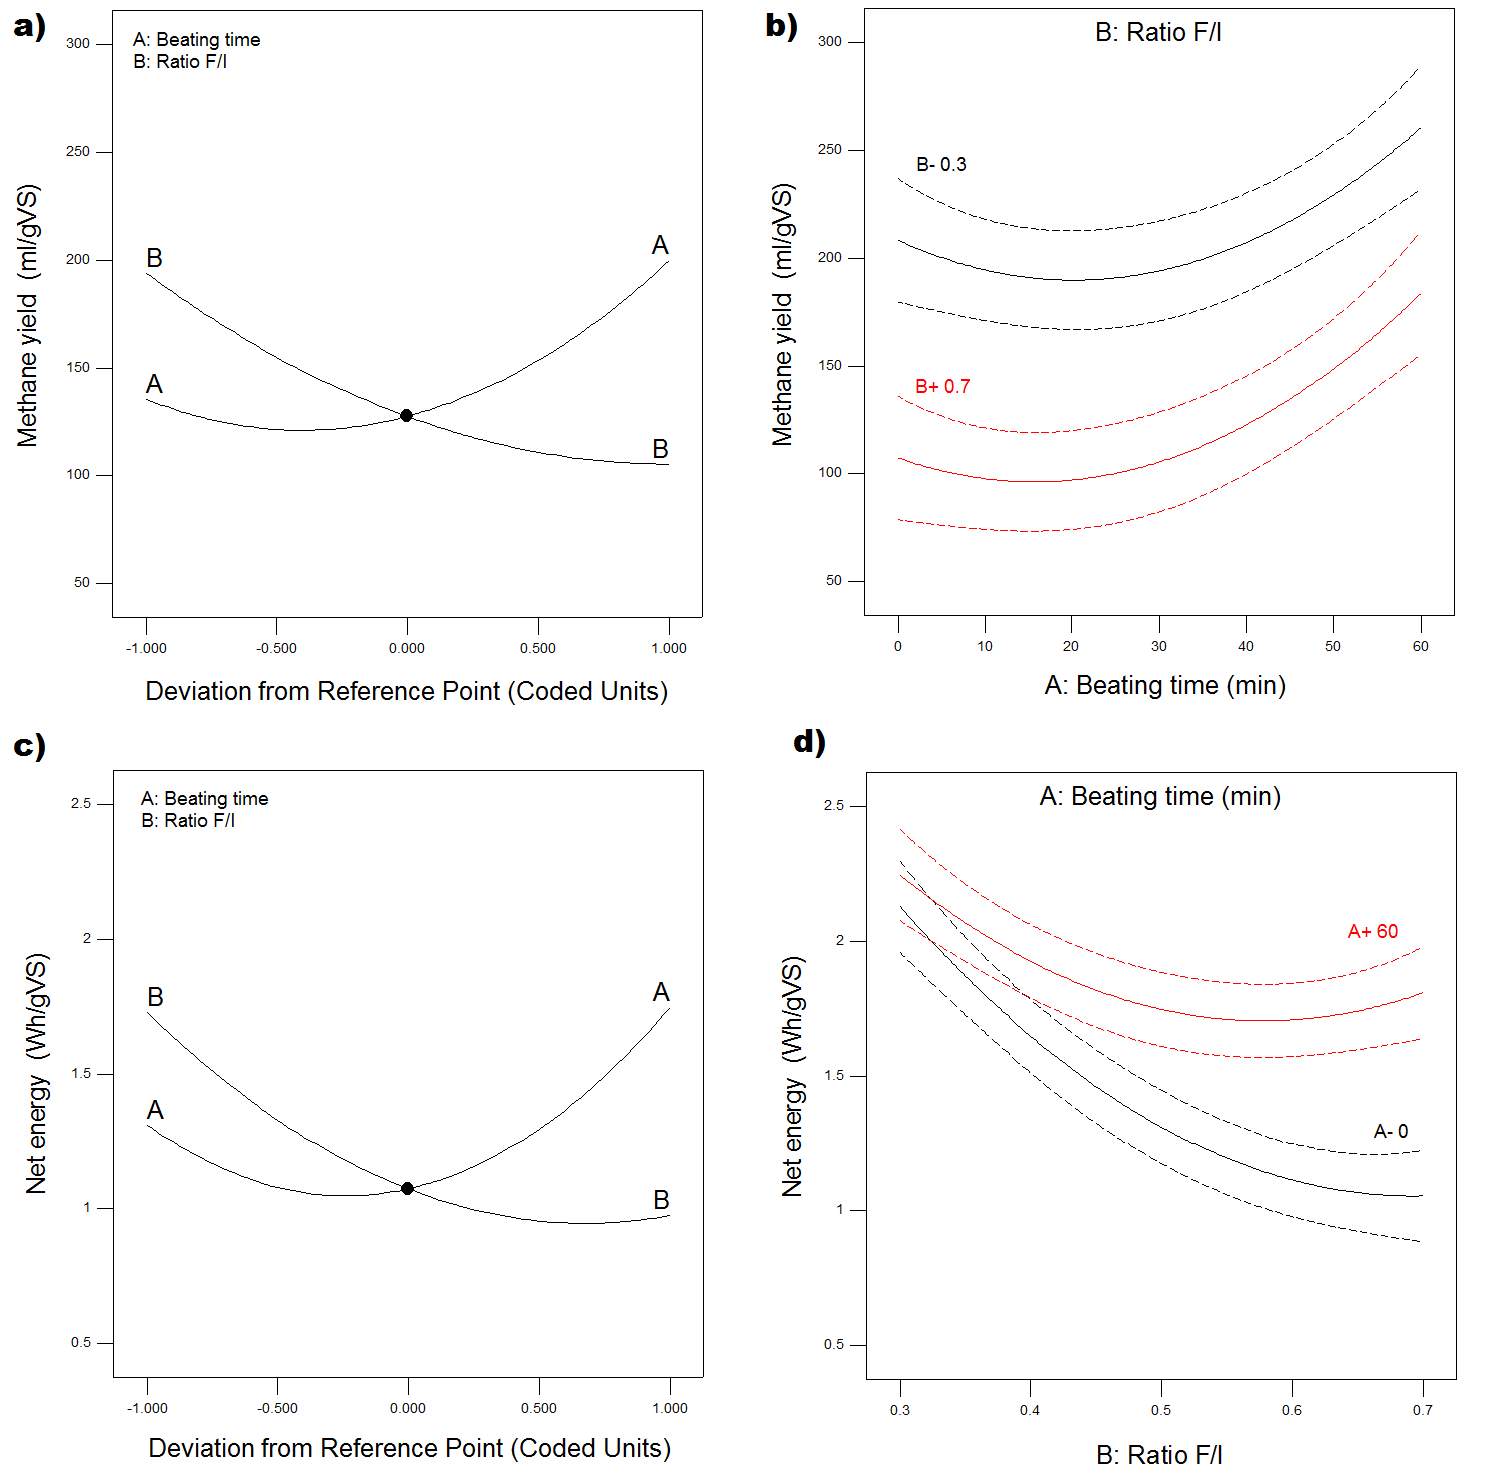 a)
A: Beating time
B: Ratio F/I
300
250
200
150
100
50
Methane yield (ml/gVS)
B
A
A
B
-1.000
-0.500
0.000
0.500
1.000
Deviation from Reference Point (Coded Units)
b)
B: Ratio F/I
300
250
200
150
100
50
Methane yield (ml/gVS)
B- 0.3
B+ 0.7
0
10
20
30
40
50
60
A: Beating time (min)
c)
A: Beating time
B: Ratio F/I
2.5
2
1.5
1
0.5
Net energy (Wh/gVS)
B
A
A
B
-1.000
-0.500
0.000
0.500
1.000
Deviation from Reference Point (Coded Units)
d)
A: Beating time (min)
2.5
2
1.5
1
0.5
Net energy (Wh/gVS)
A+ 60
A- 0
0.3
0.4
0.5
0.6
0.7
B: Ratio F/I